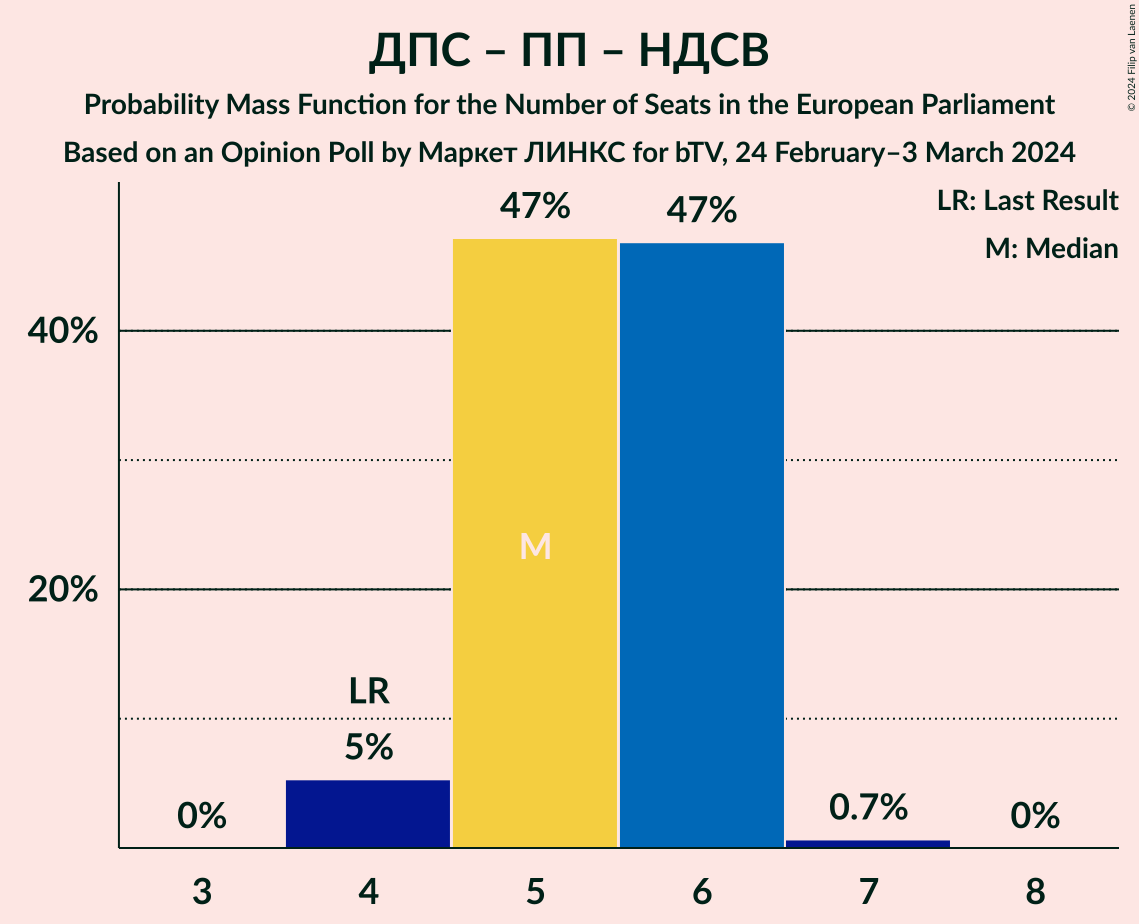 ДПС – ПП – НДСВ
Probability Mass Function for the Number of Seats in the European Parliament
Based on an Opinion Poll by Маркет ЛИНКС for bTV, 24 February–3 March 2024
© 2024 Filip van Laenen
LR: Last Result
M: Median
47%
47%
40%
M
20%
LR
5%
0%
0.7%
0%
3
4
5
6
7
8